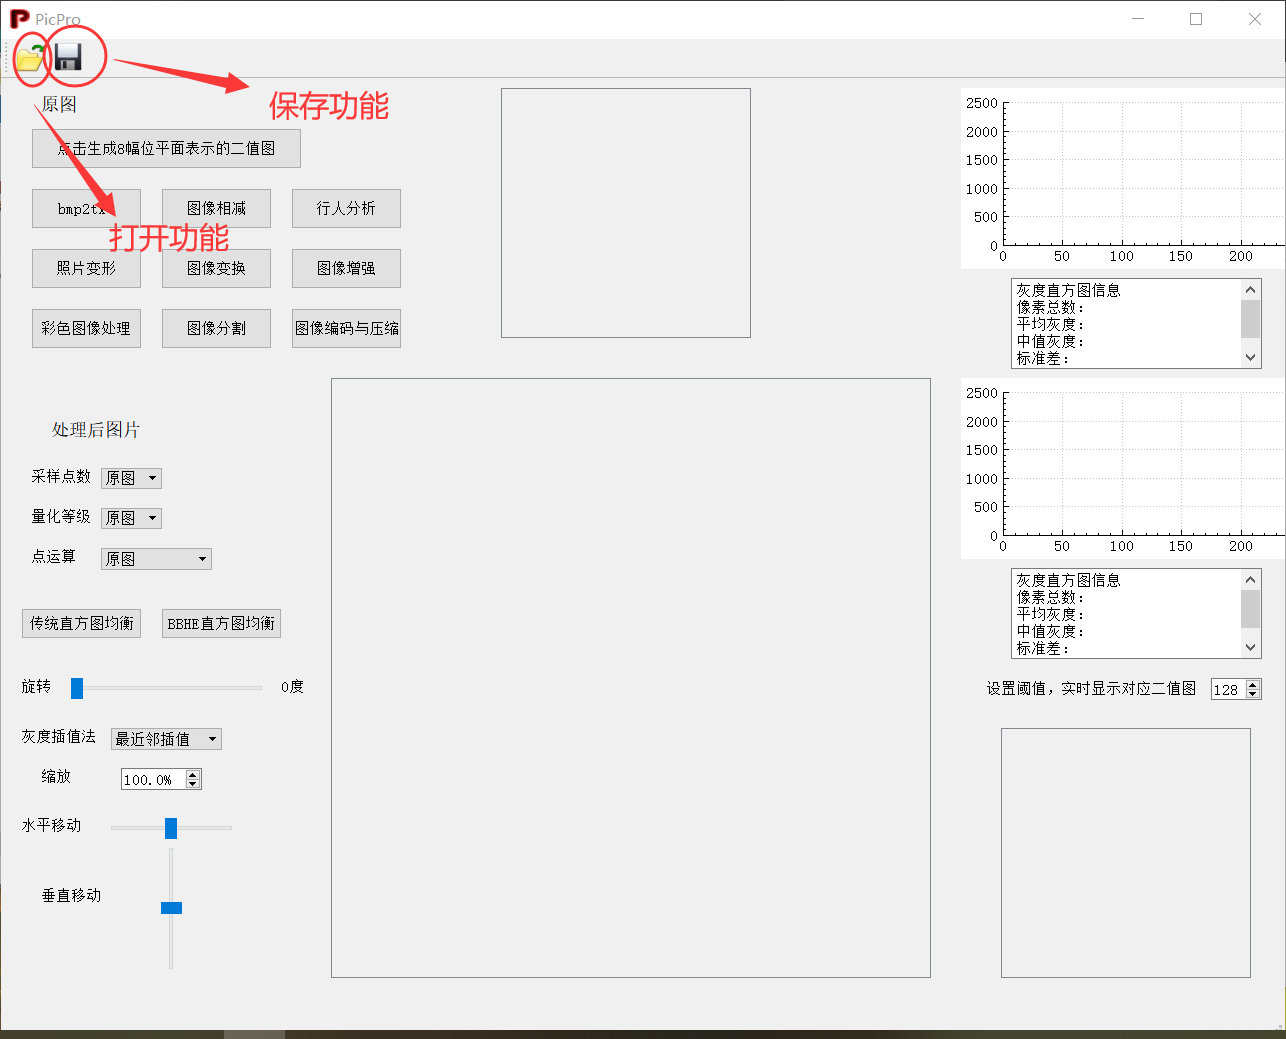 PicPro
保存功能
原图
点击生成8幅位平面表示的二值图
bmp2tx
图像相减
行人分析
打开功能
照片变形
图像变换
图像增强
彩色图像处理
图像分割
图像编码与压缩
2500
2000
1500
1000
500
0
0 50 100 150 200
灰度直方图信息
像素总数：
平均灰度：
中值灰度：
标准差：
处理后图片
采样点数 原图
量化等级 原图
点运算 原图
传统直方图均衡
BBHE直方图均衡
旋转 0度
灰度插值法 最近邻插值
缩放 100.0%
水平移动
垂直移动
2500
2000
1500
1000
500
0
0 50 100 150 200
灰度直方图信息
像素总数：
平均灰度：
中值灰度：
标准差：
设置阈值，实时显示对应二值图 128